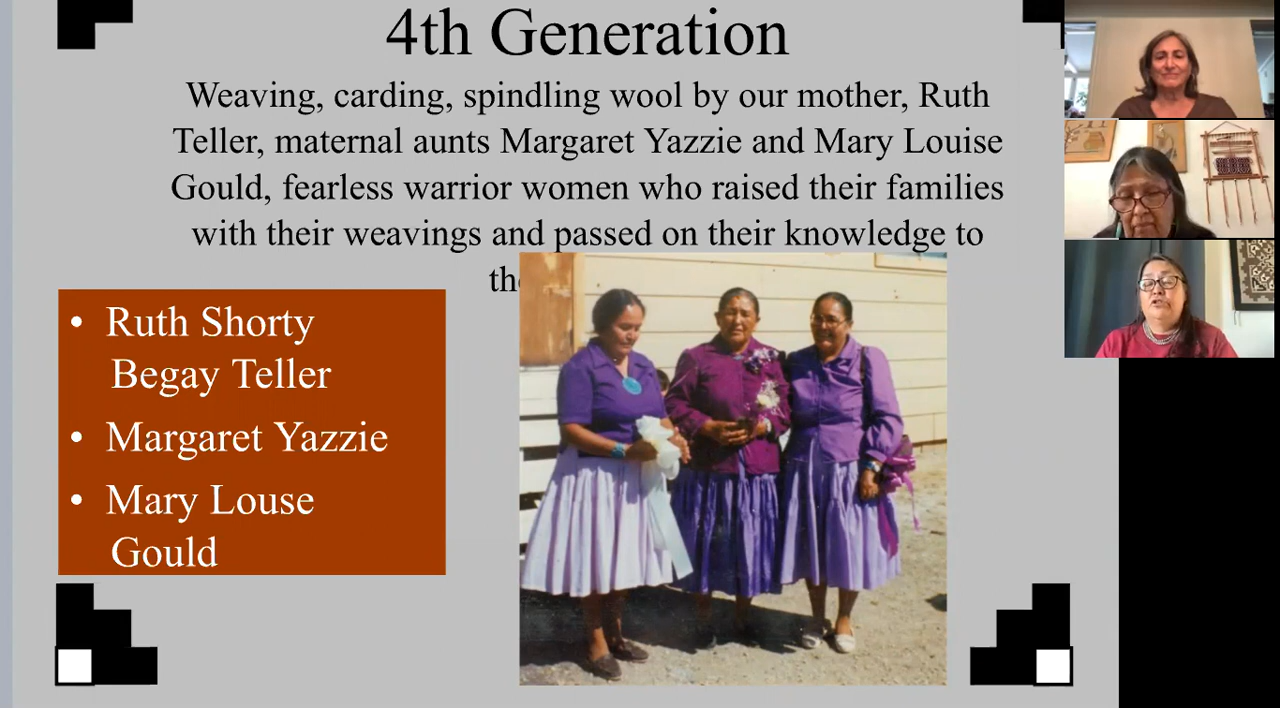 4th Generation
Weaving, carding, spindling wool by our mother, Ruth
Teller, maternal aunts Margaret Yazzie and Mary Louise
Gould, fearless warrior women who raised their families
with their weavings and passed on their knowledge to
• Ruth Shorty
Begay Teller
• Margaret Yazzie
• Mary Louse
Gould